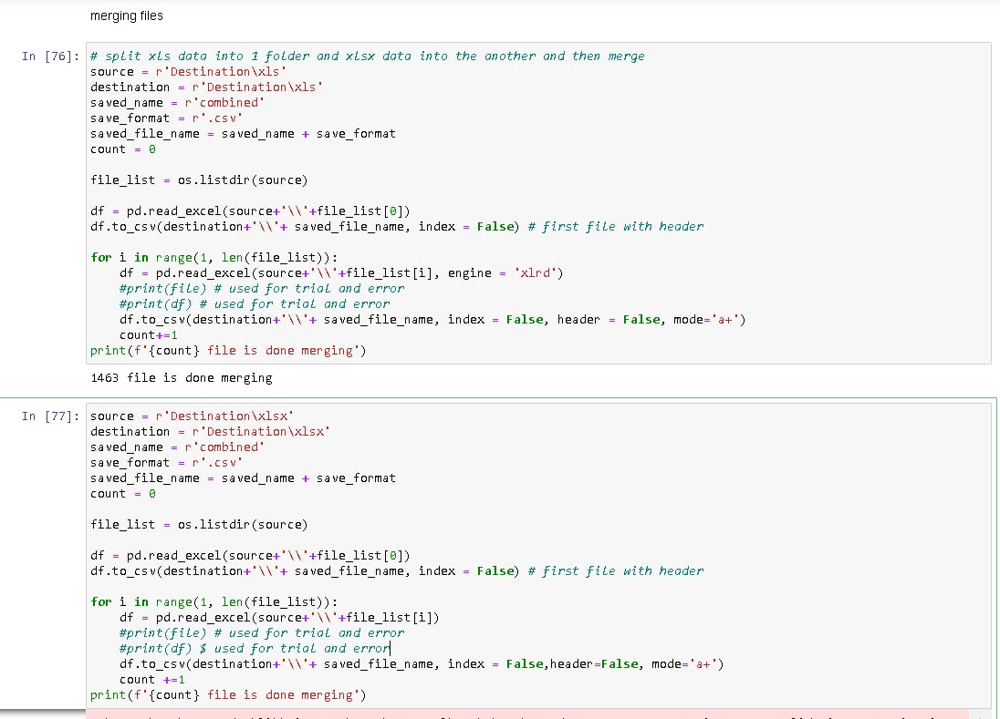 merging files
In [76]: # split xls data into 1 folder and xlsx data into the another and then merge
source = r'Destination\xls'
destination = r'Destination\xls'
saved_name = r'combined'
save_format = r'.csv'
saved_file_name = saved_name + save_format
count = 0
file_list = os.listdir(source)
df = pd.read_excel(source+'\\'+file_list[0])
df.to_csv(destination+'\\'+ saved_file_name, index = False) # first file with header
for i in range(1, len(file_list)):
    df = pd.read_excel(source+'\\'+file_list[i], engine = 'xlrd')
    #print(file) # used for trial and error
    #print(df) # used for trial and error
    df.to_csv(destination+'\\'+ saved_file_name, index = False, header = False, mode='a+')
    count+=1
print(f'{count} file is done merging')
1463 file is done merging
In [77]: source = r'Destination\xlsx'
destination = r'Destination\xlsx'
saved_name = r'combined'
save_format = r'.csv'
saved_file_name = saved_name + save_format
count = 0
file_list = os.listdir(source)
df = pd.read_excel(source+'\\'+file_list[0])
df.to_csv(destination+'\\'+ saved_file_name, index = False) # first file with header
for i in range(1, len(file_list)):
    df = pd.read_excel(source+'\\'+file_list[i])
    #print(file) # used for trial and error
    #print(df) $ used for trial and error
    df.to_csv(destination+'\\'+ saved_file_name, index = False,header=False, mode='a+')
    count +=1
print(f'{count} file is done merging')